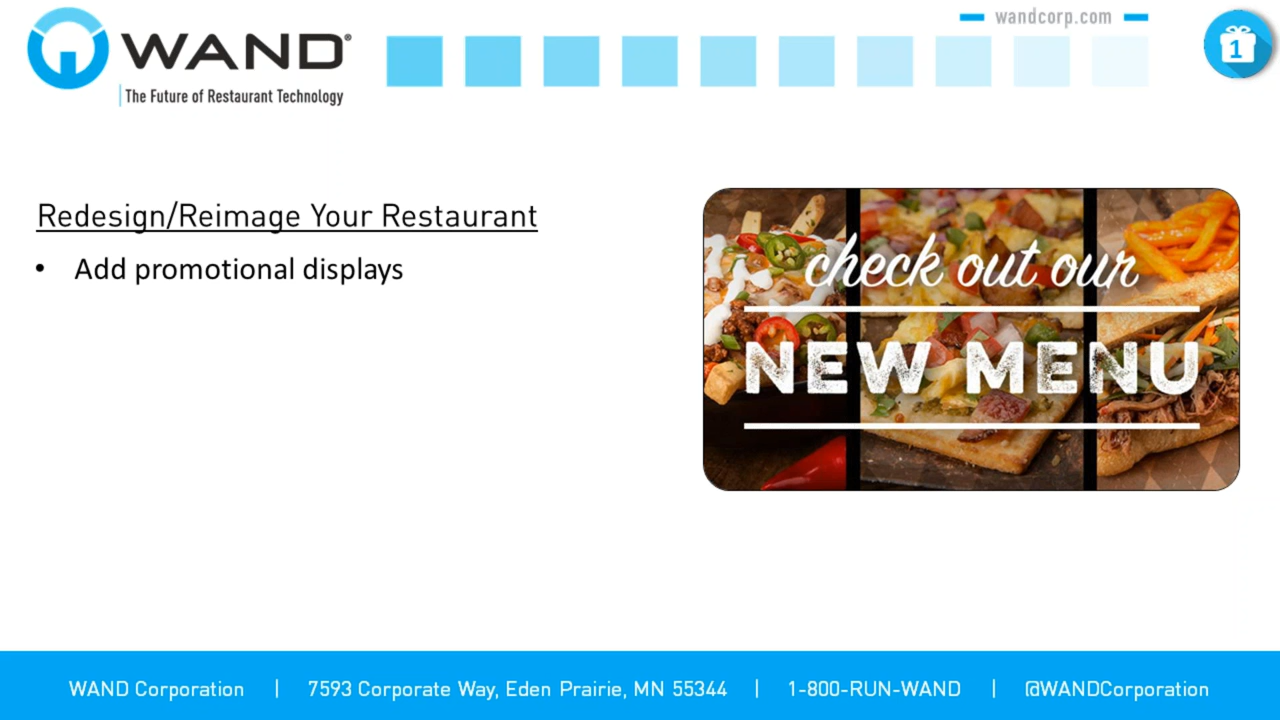 wandcorp.com
WAND®
The Future of Restaurant Technology
1
Redesign/Reimage Your Restaurant
• Add promotional displays
check out our
NEW MENU
WAND Corporation | 7593 Corporate Way, Eden Prairie, MN 55344 | 1-800-RUN-WAND | @WANDCorporation